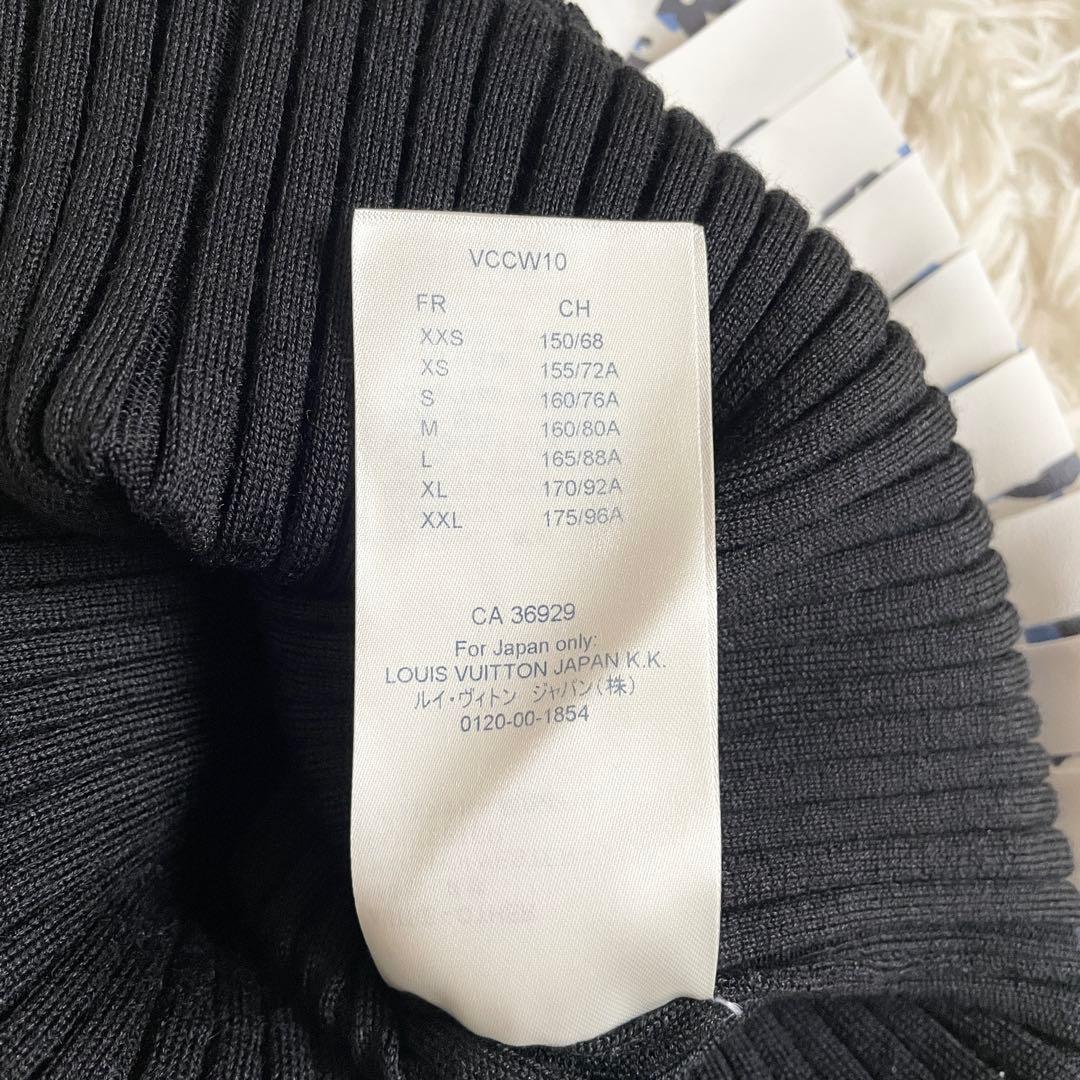 VCCW10
FR CH
XXS 150/68
XS 155/72A
S 160/76A
M 160/80A
L 165/88A
XL 170/92A
XXL 175/96A
CA 36929
For Japan only:
LOUIS VUITTON JAPAN K.K.
ルイ・ヴィトン ジャパン(株)
0120-00-1854